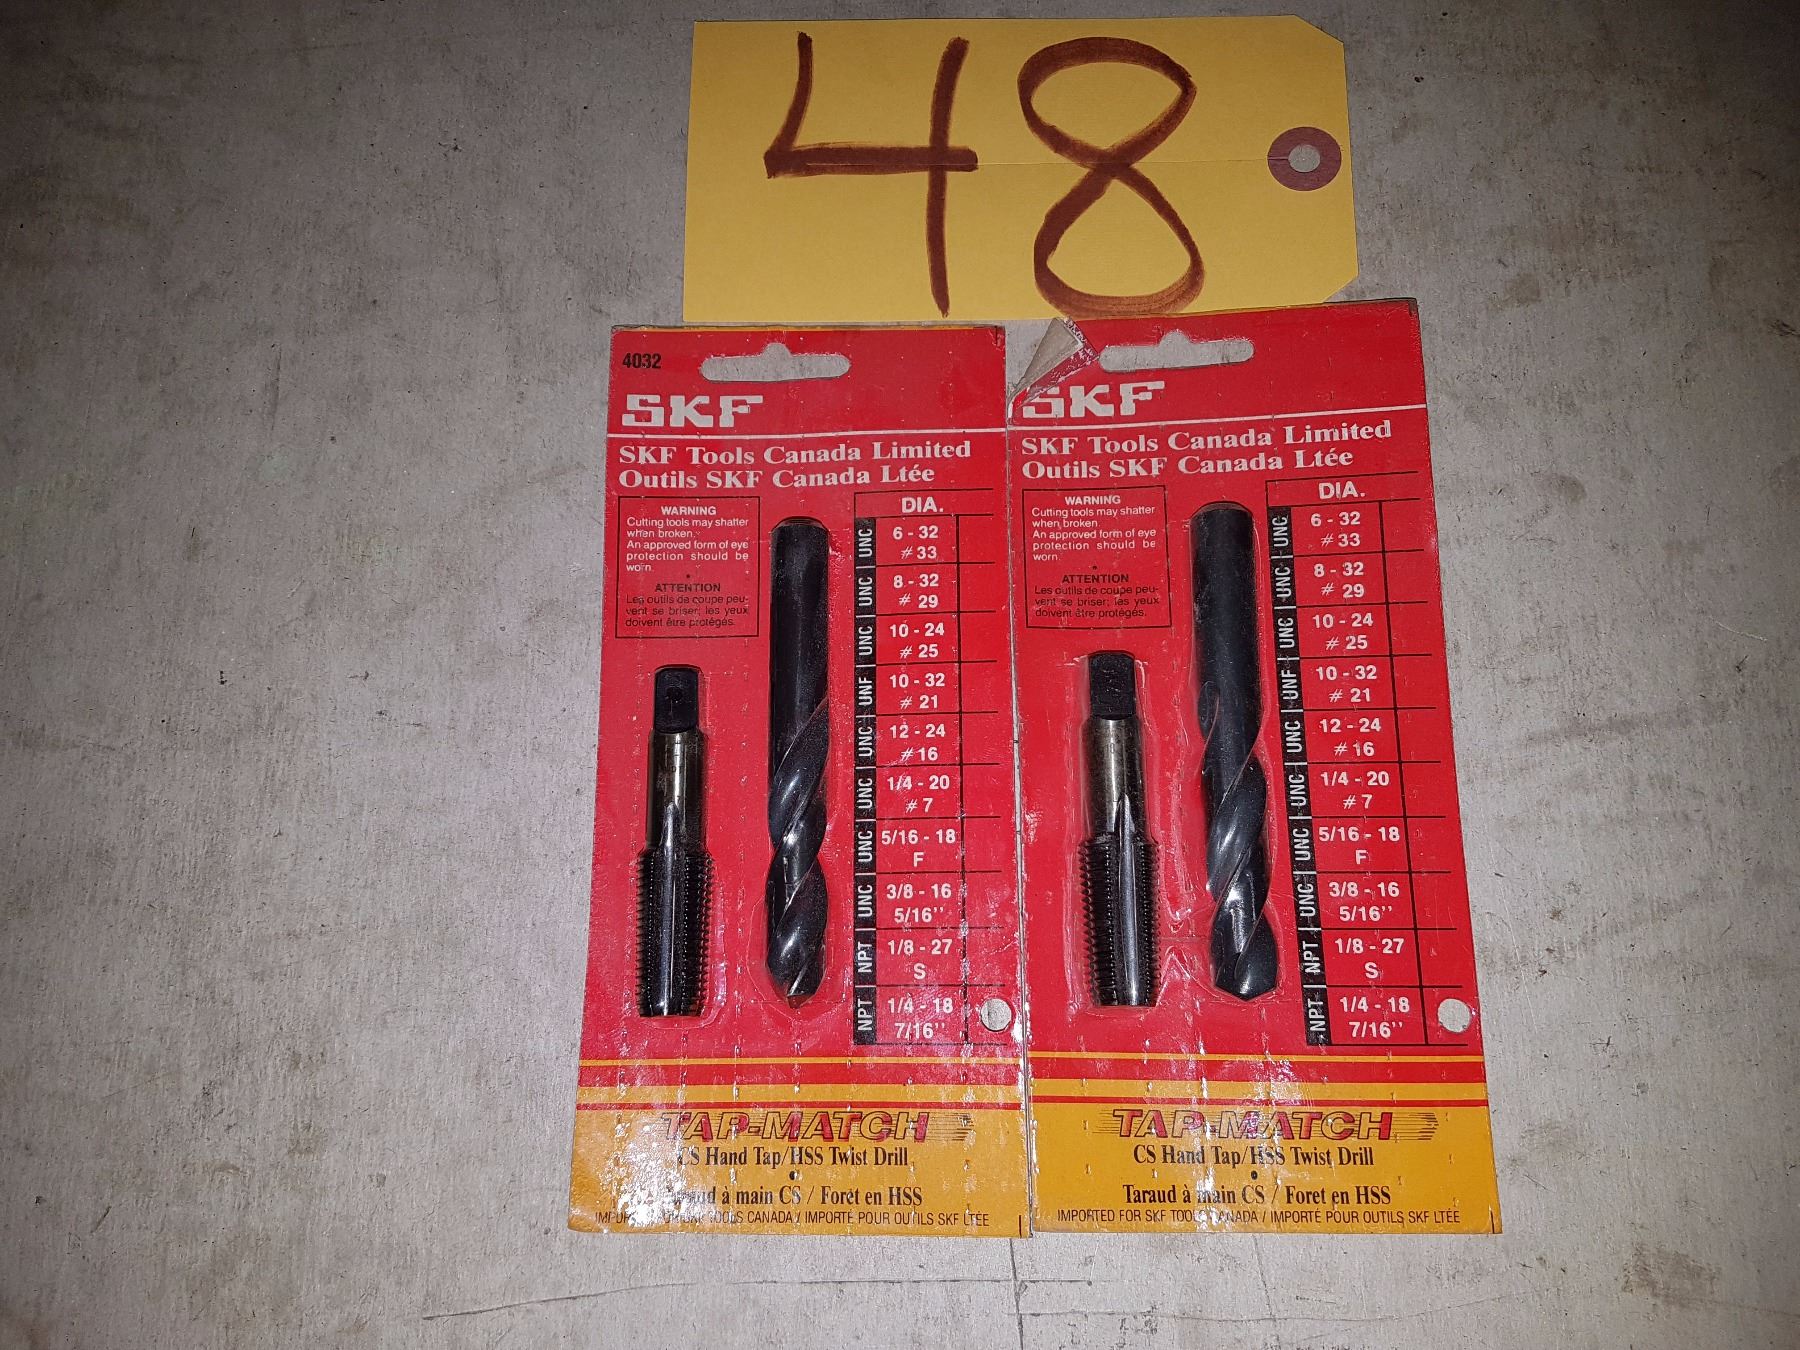 48
4032
SKF
SKF Tools Canada Limited
Outils SKF Canada Ltée
WARNING
Cutting tools may shatter
when broken.
An approved form of eye
protection should be
worn.
ATTENTION
Les outils de coupe peu-
vent se briser; les yeux
doivent être protégés.
DIA.
UNC 6 - 32
# 33
UNC 8 - 32
# 29
UNC 10 - 24
# 25
UNF 10 - 32
# 21
UNC 12 - 24
# 16
UNC 1/4 - 20
# 7
UNC 5/16 - 18
F
UNC 3/8 - 16
5/16''
NPT 1/8 - 27
S
NPT 1/4 - 18
7/16''
TAP-MATCH
CS Hand Tap/HSS Twist Drill
Taraud à main CS / Foret en HSS
TOOLS CANADA / IMPORTÉ POUR OUTILS SKF LTÉE
SKF
SKF Tools Canada Limited
Outils SKF Canada Ltée
WARNING
Cutting tools may shatter
when broken.
An approved form of eye
protection should be
worn.
ATTENTION
Les outils de coupe peu-
vent se briser; les yeux
doivent être protégés.
DIA.
UNC 6 - 32
# 33
UNC 8 - 32
# 29
UNC 10 - 24
# 25
UNF 10 - 32
# 21
UNC 12 - 24
# 16
UNC 1/4 - 20
# 7
UNC 5/16 - 18
F
UNC 3/8 - 16
5/16''
NPT 1/8 - 27
S
NPT 1/4 - 18
7/16''
TAP-MATCH
CS Hand Tap/HSS Twist Drill
Taraud à main CS / Foret en HSS
IMPORTED FOR SKF TOOLS CANADA / IMPORTÉ POUR OUTILS SKF LTÉE